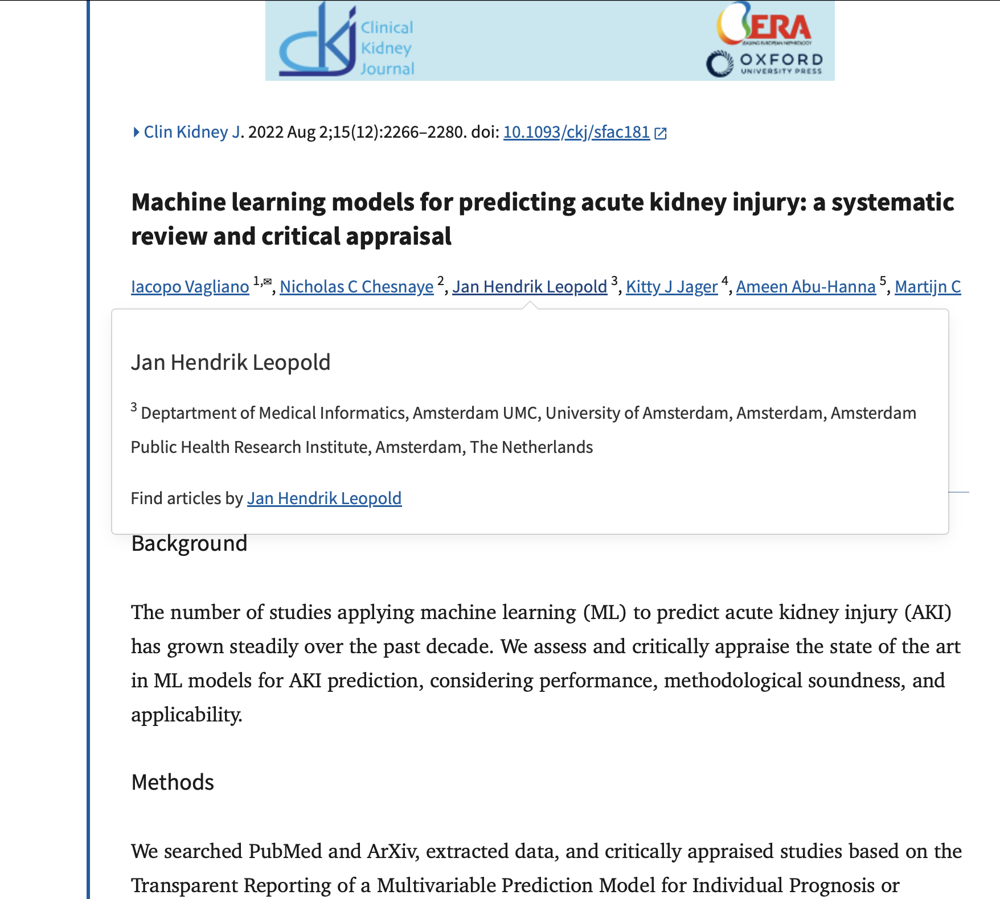 ckj Clinical
Kidney
Journal
ERA
LEADING EUROPEAN NEPHROLOGY
OXFORD
UNIVERSITY PRESS
Clin Kidney J. 2022 Aug 2;15(12):2266–2280. doi: 10.1093/ckj/sfac181
Machine learning models for predicting acute kidney injury: a systematic
review and critical appraisal
Iacopo Vagliano 1,✉, Nicholas C Chesnaye 2, Jan Hendrik Leopold 3, Kitty J Jager 4, Ameen Abu-Hanna 5, Martijn C
Jan Hendrik Leopold
3 Deptartment of Medical Informatics, Amsterdam UMC, University of Amsterdam, Amsterdam, Amsterdam
Public Health Research Institute, Amsterdam, The Netherlands
Find articles by Jan Hendrik Leopold
Background
The number of studies applying machine learning (ML) to predict acute kidney injury (AKI)
has grown steadily over the past decade. We assess and critically appraise the state of the art
in ML models for AKI prediction, considering performance, methodological soundness, and
applicability.
Methods
We searched PubMed and ArXiv, extracted data, and critically appraised studies based on the
Transparent Reporting of a Multivariable Prediction Model for Individual Prognosis or